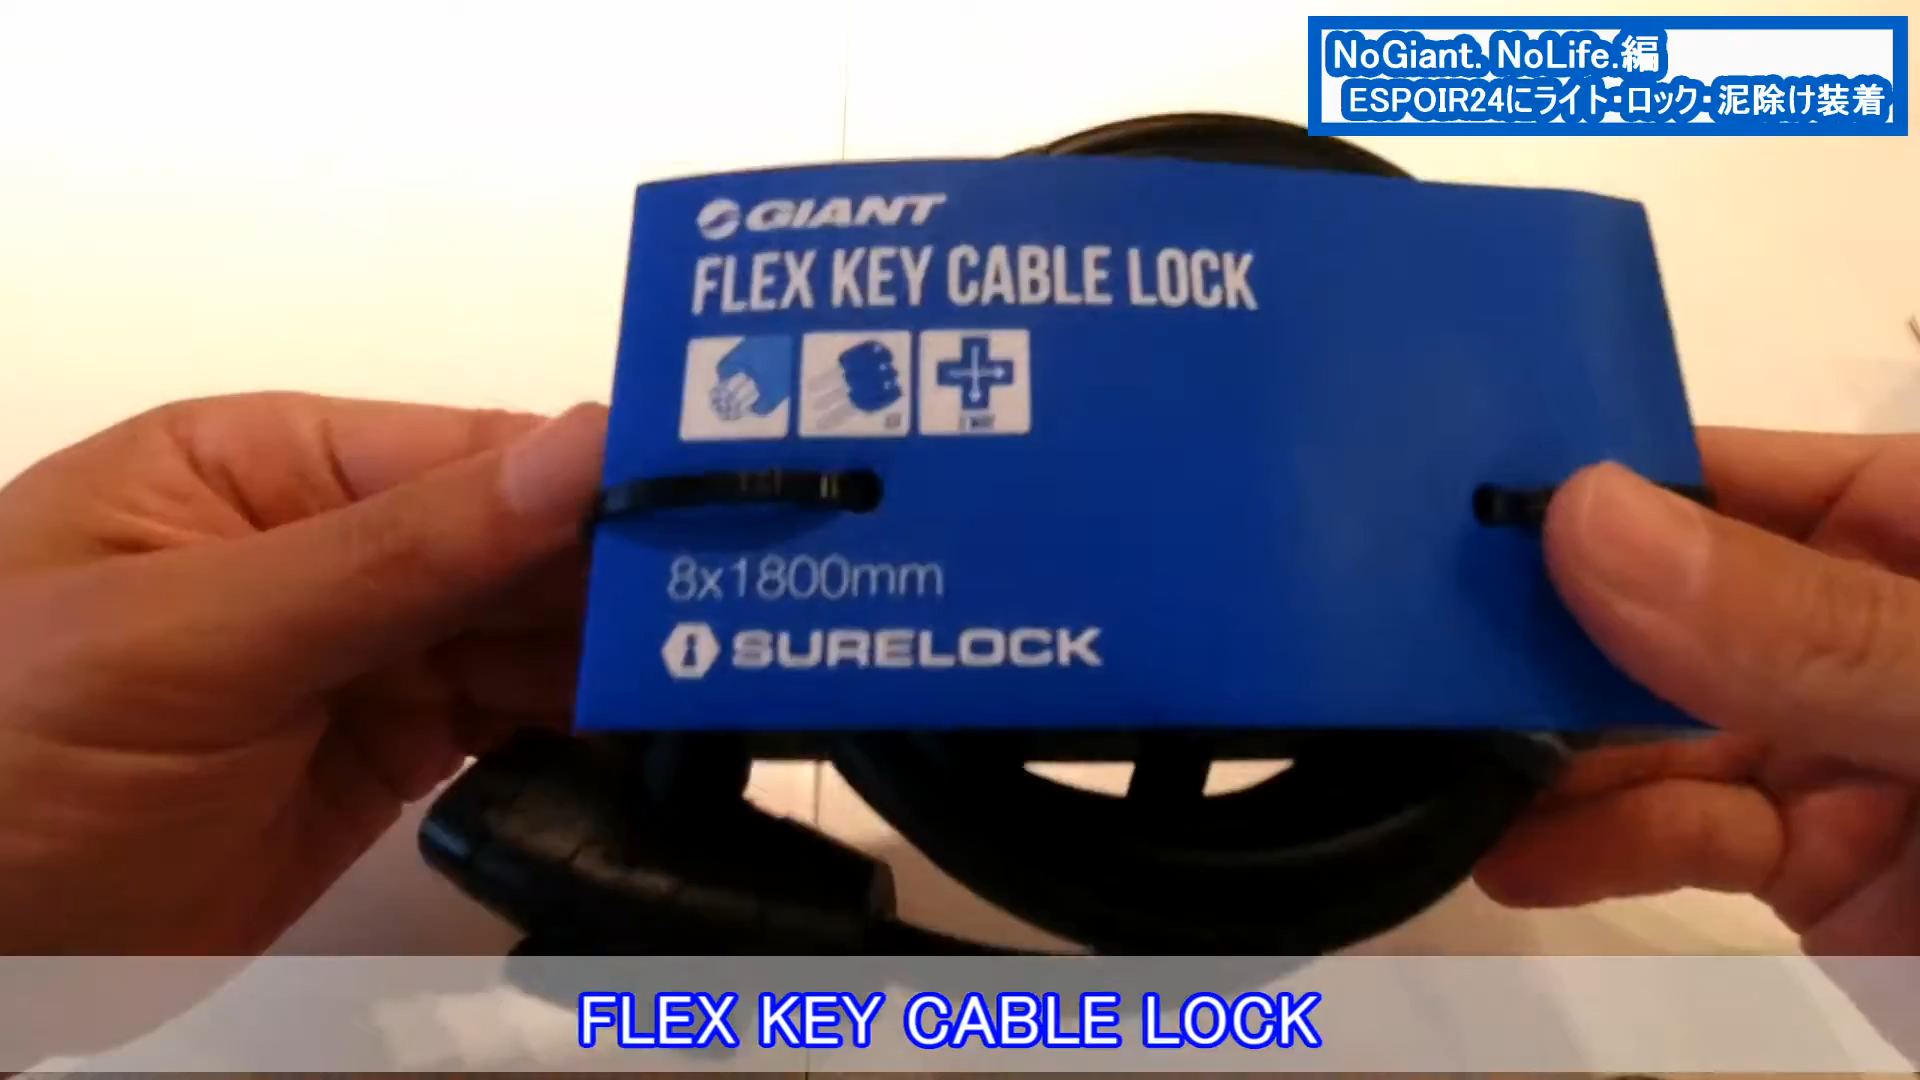 NoGiant. NoLife.編
ESPOIR24にライト・ロック・泥除け装着
GIANT
FLEX KEY CABLE LOCK
8x1800mm
SURELOCK
FLEX KEY CABLE LOCK